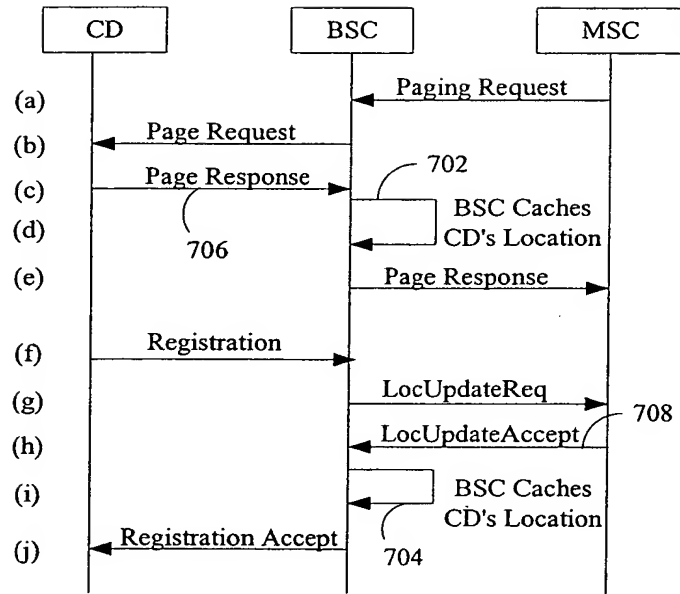 CD BSC MSC
(a) Paging Request
(b) Page Request
(c) Page Response 702
706
(d) BSC Caches
CD's Location
(e) Page Response
(f) Registration
(g) LocUpdateReq
(h) LocUpdateAccept 708
(i) BSC Caches
CD's Location
704
(j) Registration Accept